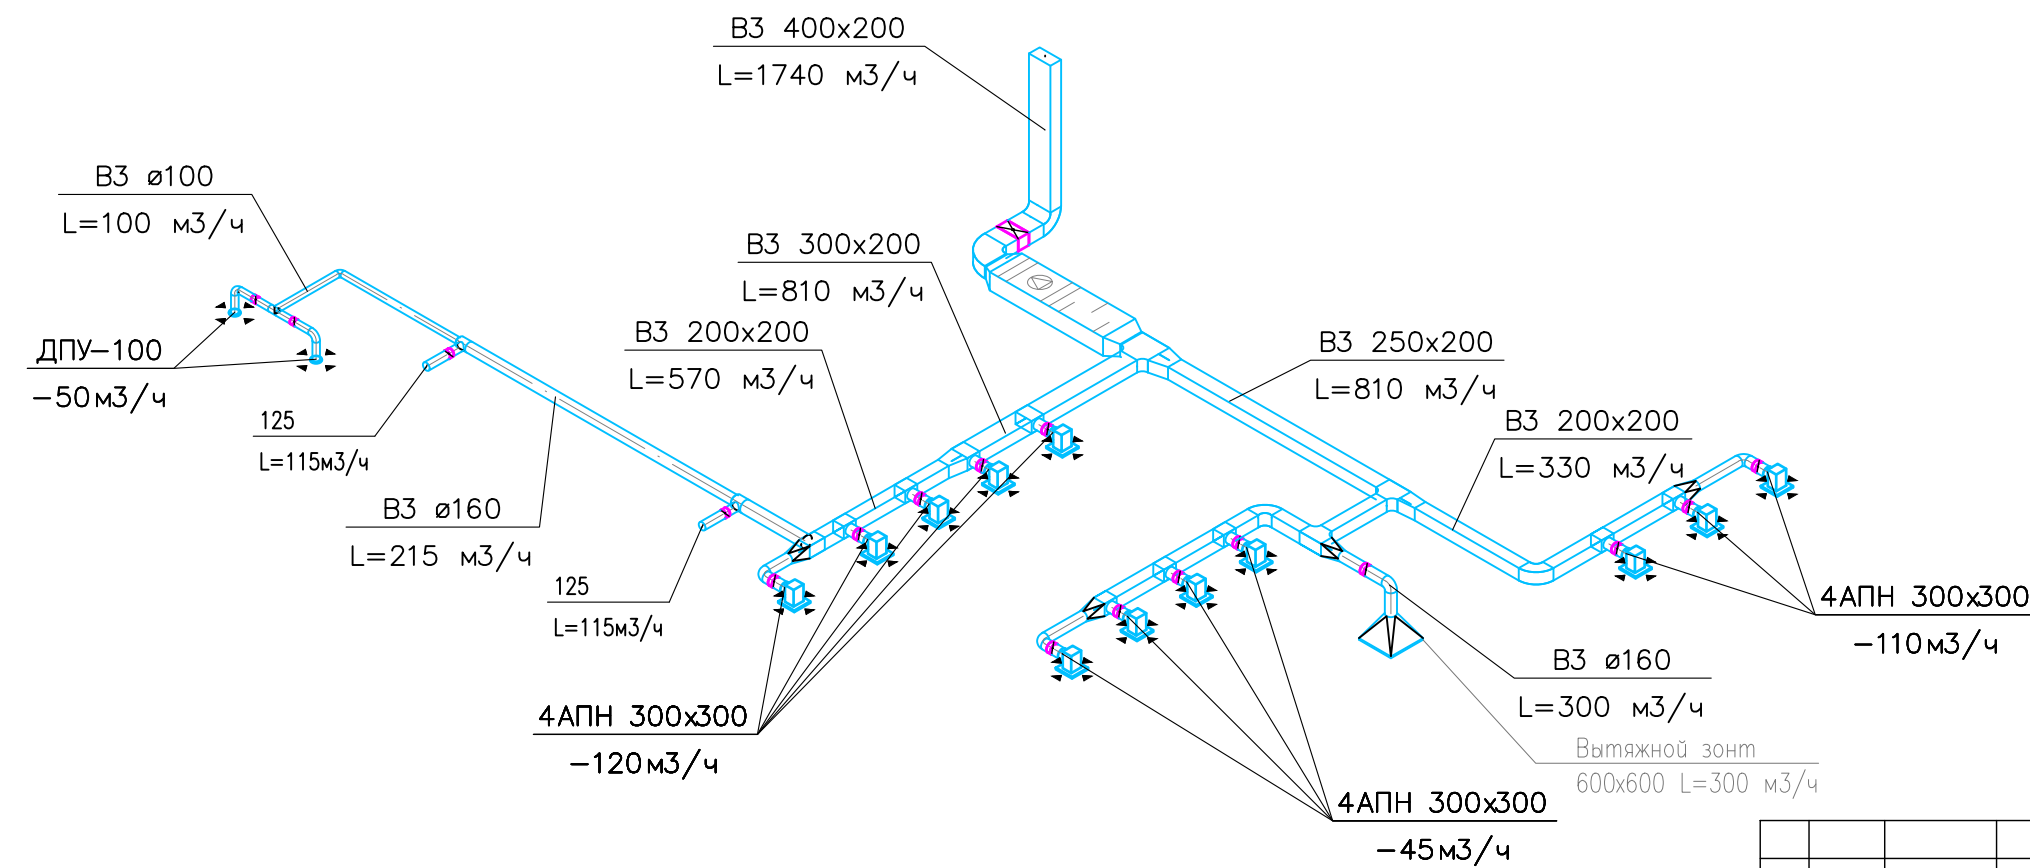 В3 400х200
L=1740 м3/ч
В3 ø100
L=100 м3/ч
В3 300х200
L=810 м3/ч
В3 200х200
L=570 м3/ч
В3 250х200
L=810 м3/ч
ДПУ-100
-50м3/ч
125
L=115м3/ч
В3 200х200
L=330 м3/ч
В3 ø160
L=215 м3/ч
125
L=115м3/ч
4АПН 300х300
-110м3/ч
В3 ø160
L=300 м3/ч
4АПН 300х300
-120м3/ч
Вытяжной зонт
600х600 L=300 м3/ч
4АПН 300х300
-45м3/ч